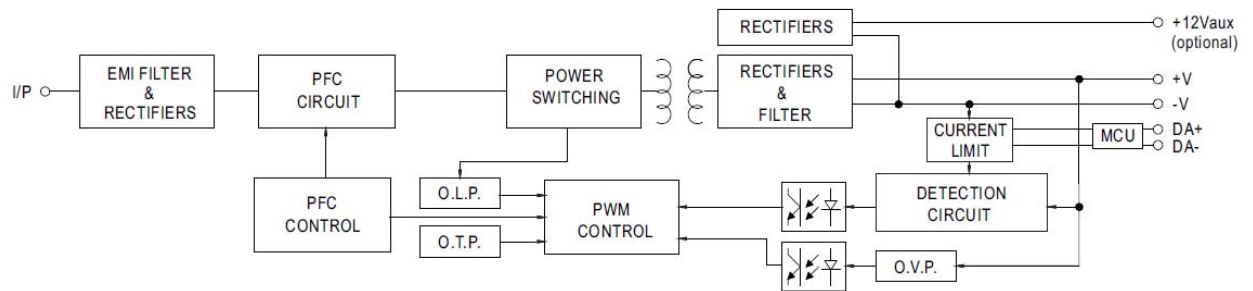 RECTIFIERS
+12Vaux
(optional)
I/P
EMI FILTER
&
RECTIFIERS
PFC
CIRCUIT
POWER
SWITCHING
RECTIFIERS
&
FILTER
+V
-V
CURRENT
LIMIT
MCU
DA+
DA-
PFC
CONTROL
O.L.P.
O.T.P.
PWM
CONTROL
DETECTION
CIRCUIT
O.V.P.